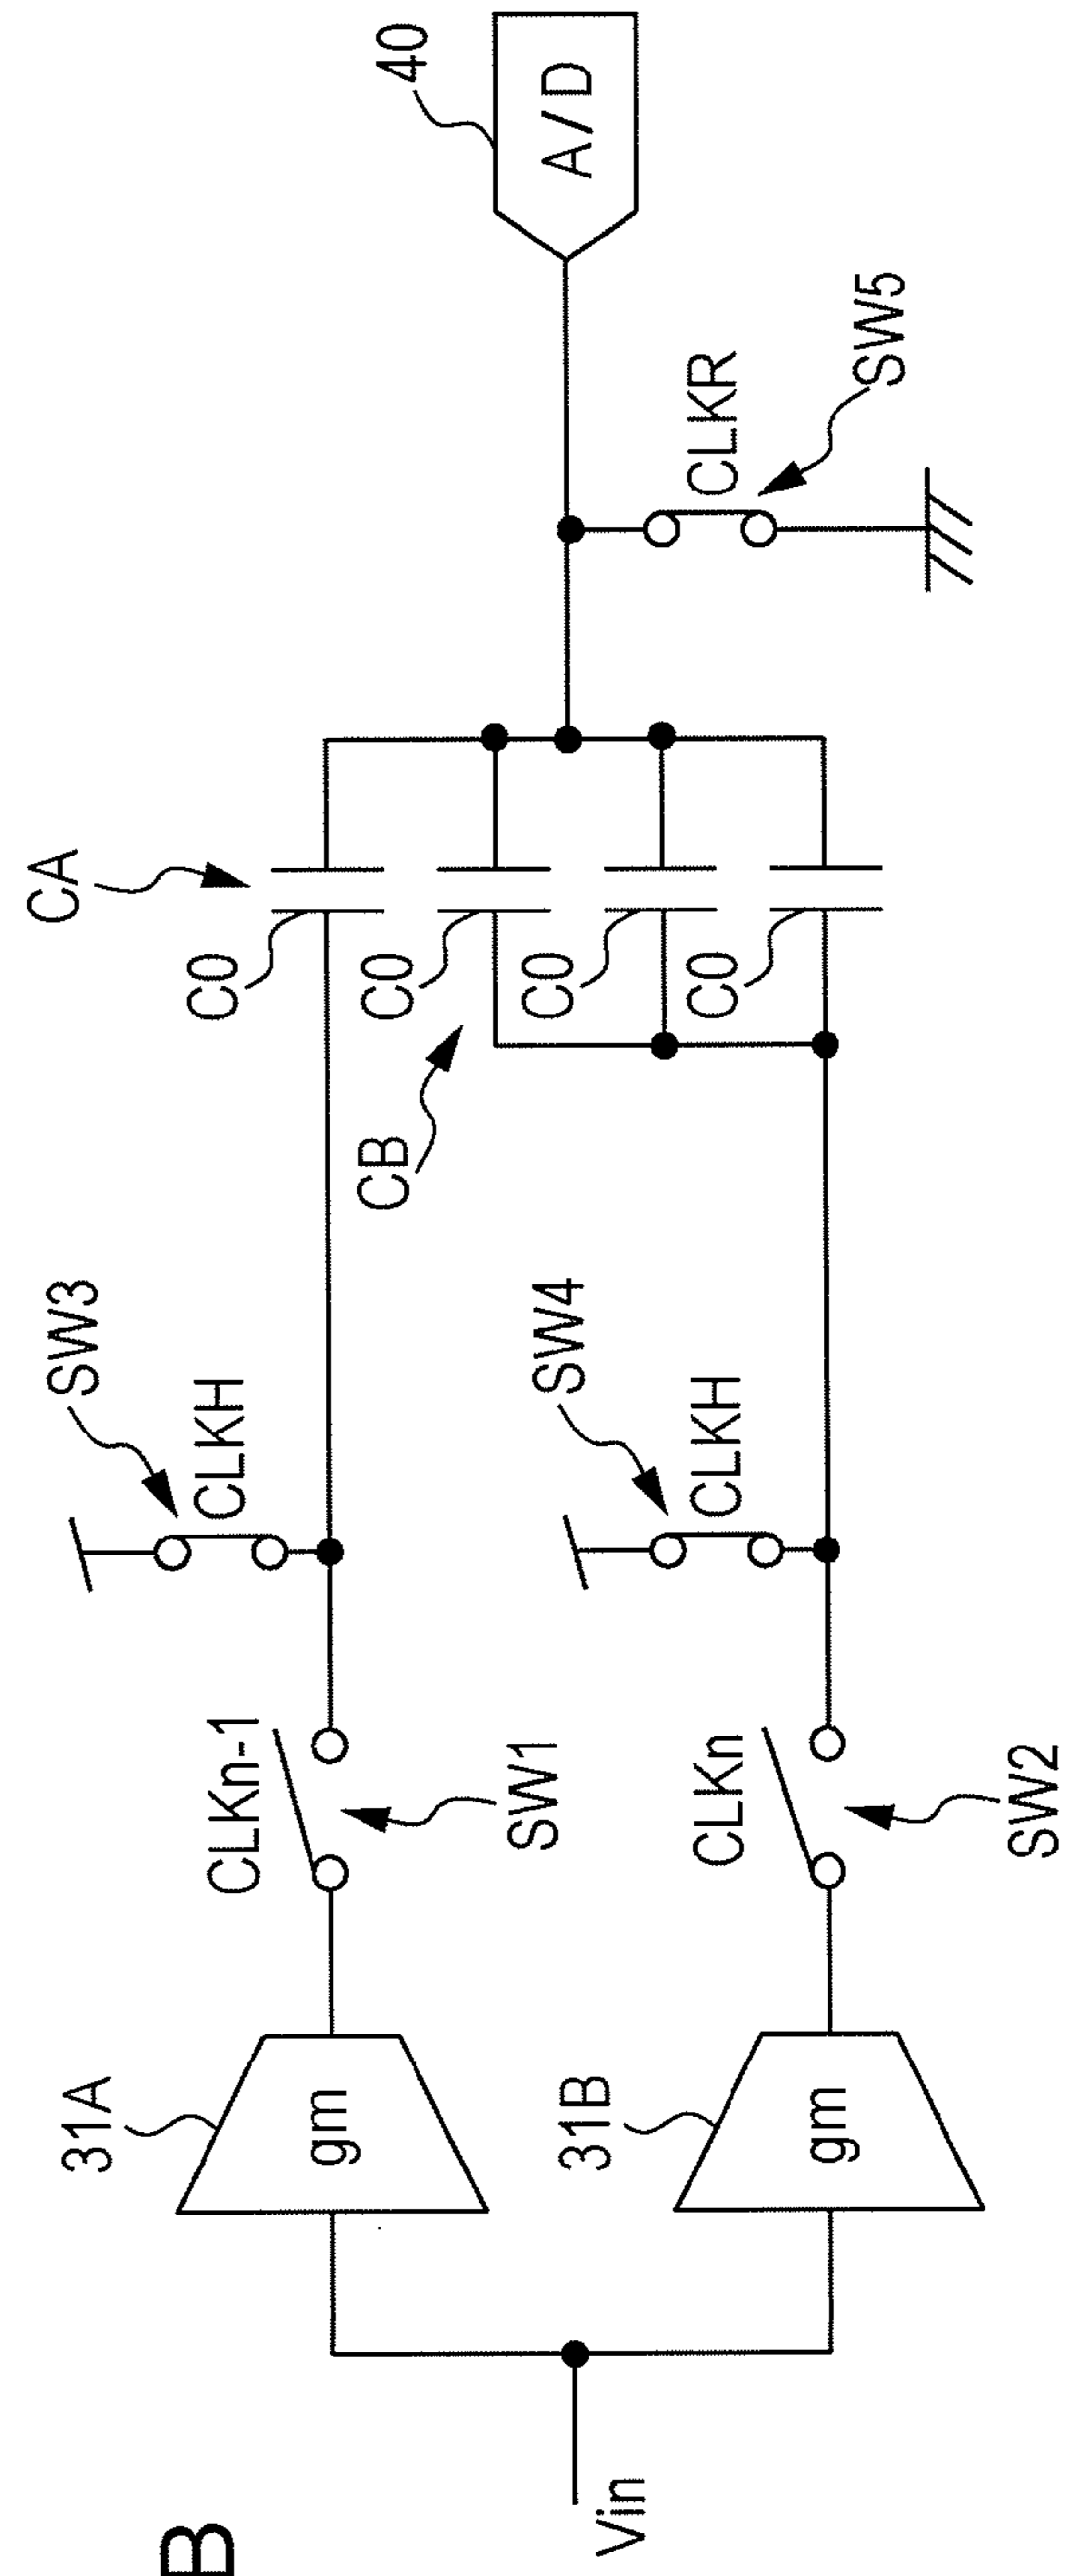 B
Vin
31A
gm
31B
gm
CLKn-1
SW1
CLKn
SW2
SW3
CLKH
SW4
CLKH
CA
C0
CB
C0
C0
C0
CLKR
SW5
40
A/D